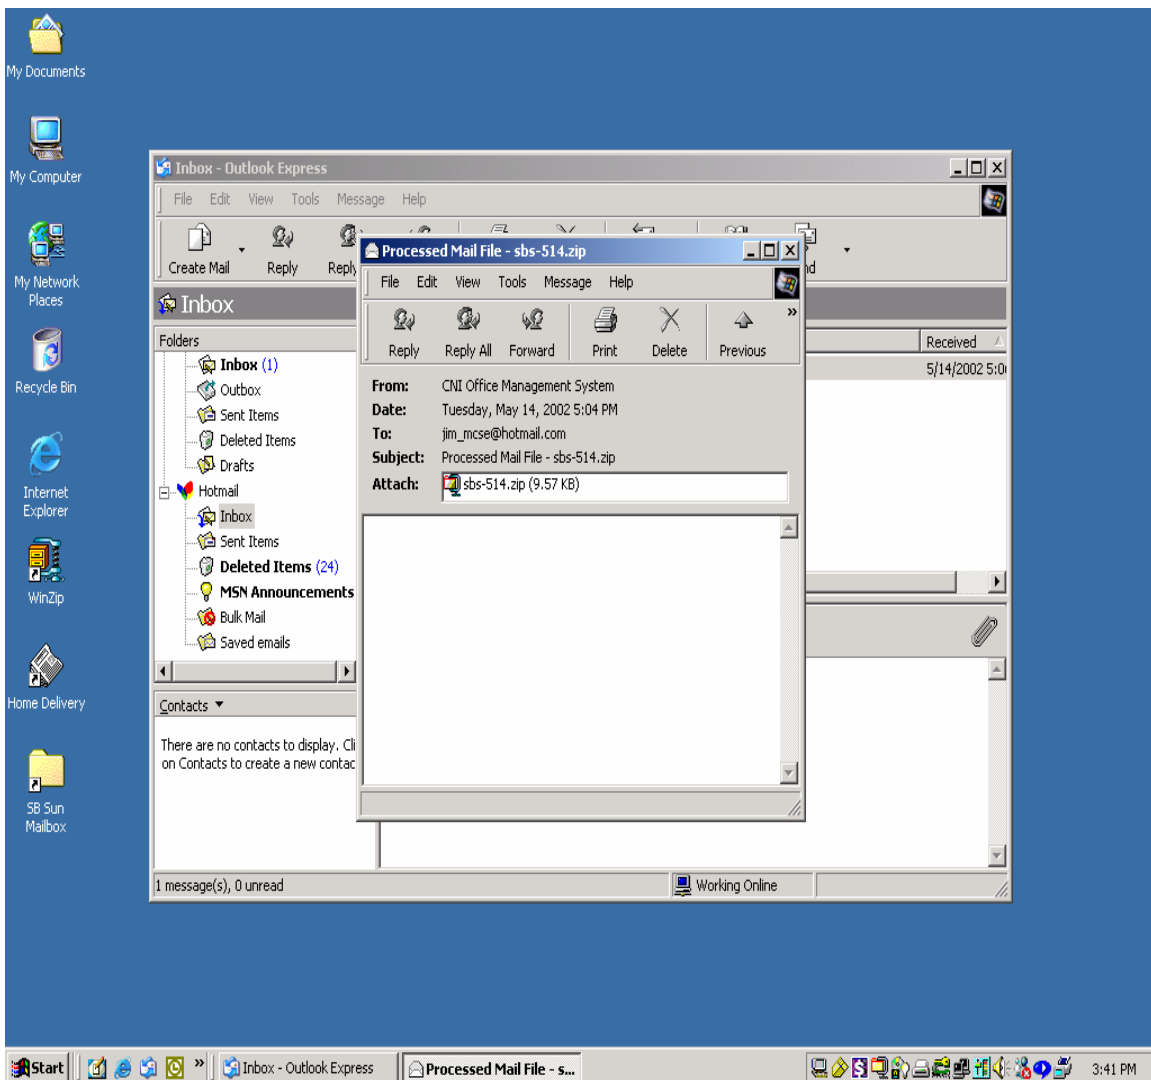 My Documents
My Computer
My Network
Places
Recycle Bin
Internet
Explorer
WinZip
Home Delivery
SB Sun
Mailbox
Inbox - Outlook Express
File Edit View Tools Message Help
Create Mail Reply Reply
Inbox
Folders
Inbox (1)
Outbox
Sent Items
Deleted Items
Drafts
Hotmail
Inbox
Sent Items
Deleted Items (24)
MSN Announcements
Bulk Mail
Saved emails
Contacts
There are no contacts to display. Cli
on Contacts to create a new contac
1 message(s), 0 unread
Working Online
Received
5/14/2002 5:0
Processed Mail File - sbs-514.zip
File Edit View Tools Message Help
Reply Reply All Forward Print Delete Previous »
From: CNI Office Management System
Date: Tuesday, May 14, 2002 5:04 PM
To: jim_mcse@hotmail.com
Subject: Processed Mail File - sbs-514.zip
Attach: sbs-514.zip (9.57 KB)
Start » Inbox - Outlook Express Processed Mail File - s... 3:41 PM